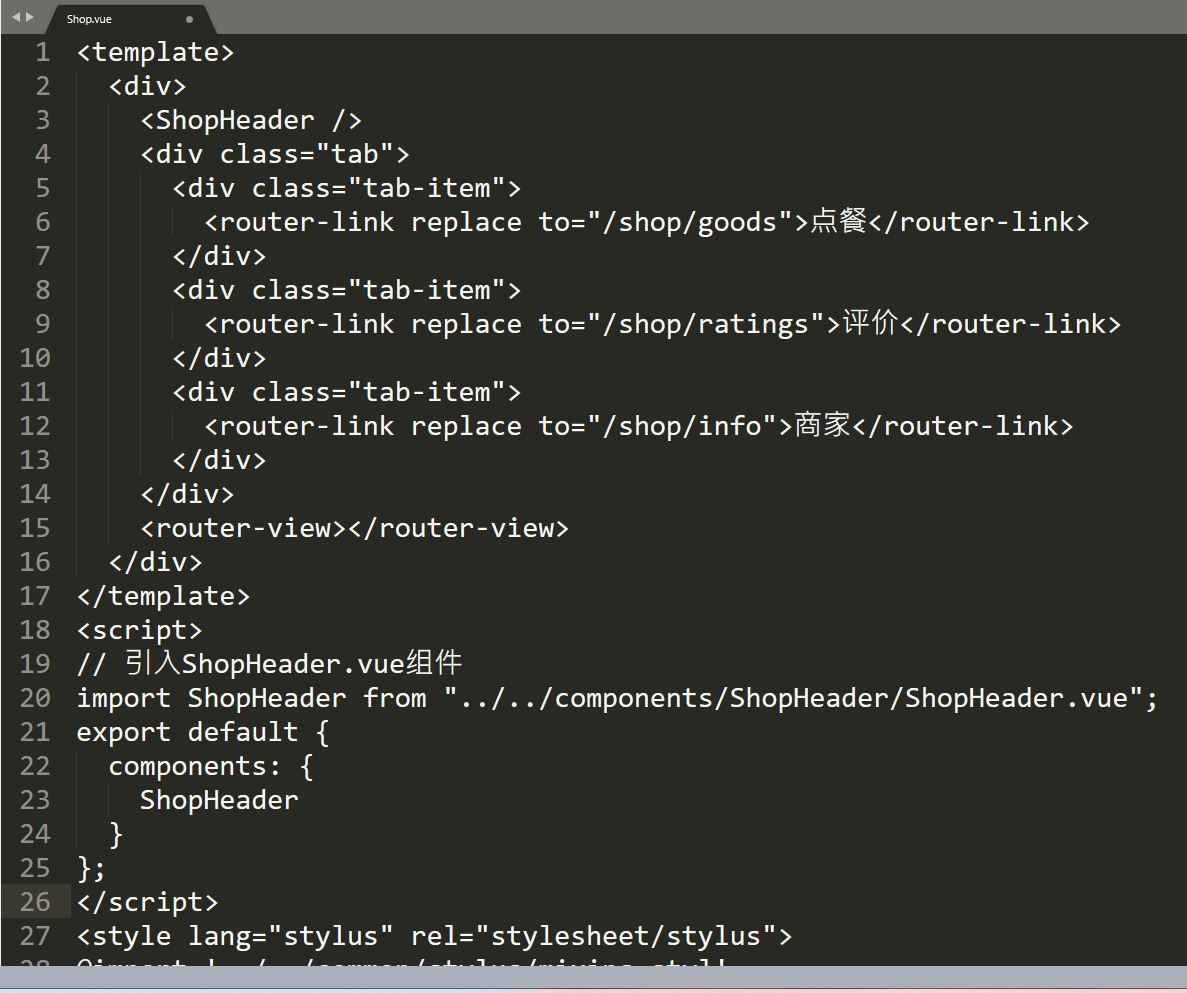 Shop.vue
1 <template>
2   <div>
3     <ShopHeader />
4     <div class="tab">
5       <div class="tab-item">
6         <router-link replace to="/shop/goods">点餐</router-link>
7       </div>
8       <div class="tab-item">
9         <router-link replace to="/shop/ratings">评价</router-link>
10       </div>
11       <div class="tab-item">
12         <router-link replace to="/shop/info">商家</router-link>
13       </div>
14     </div>
15     <router-view></router-view>
16   </div>
17 </template>
18 <script>
19 // 引入ShopHeader.vue组件
20 import ShopHeader from "../../components/ShopHeader/ShopHeader.vue";
21 export default {
22   components: {
23     ShopHeader
24   }
25 };
26 </script>
27 <style lang="stylus" rel="stylesheet/stylus">